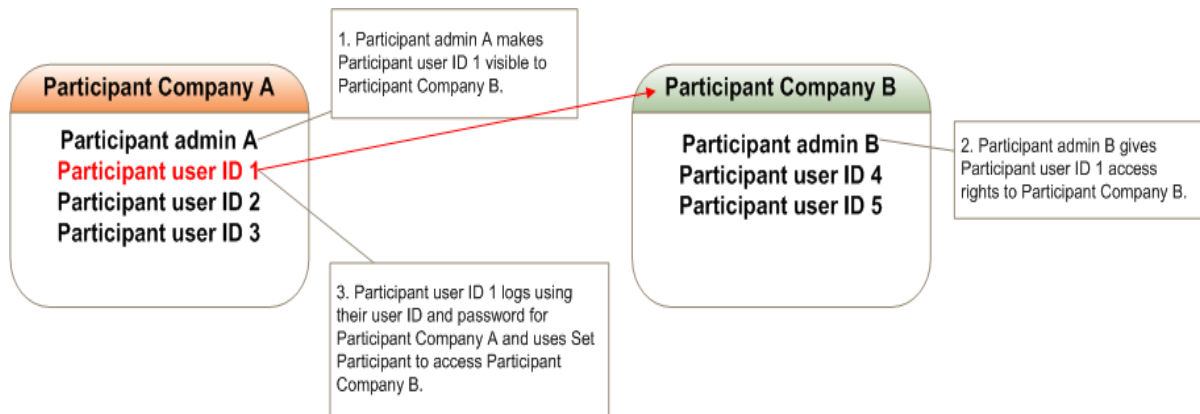 1. Participant admin A makes
Participant user ID 1 visible to
Participant Company B.
Participant Company A
Participant admin A
Participant user ID 1
Participant user ID 2
Participant user ID 3
Participant Company B
Participant admin B
Participant user ID 4
Participant user ID 5
2. Participant admin B gives
Participant user ID 1 access
rights to Participant Company B.
3. Participant user ID 1 logs using
their user ID and password for
Participant Company A and uses Set
Participant to access Participant
Company B.